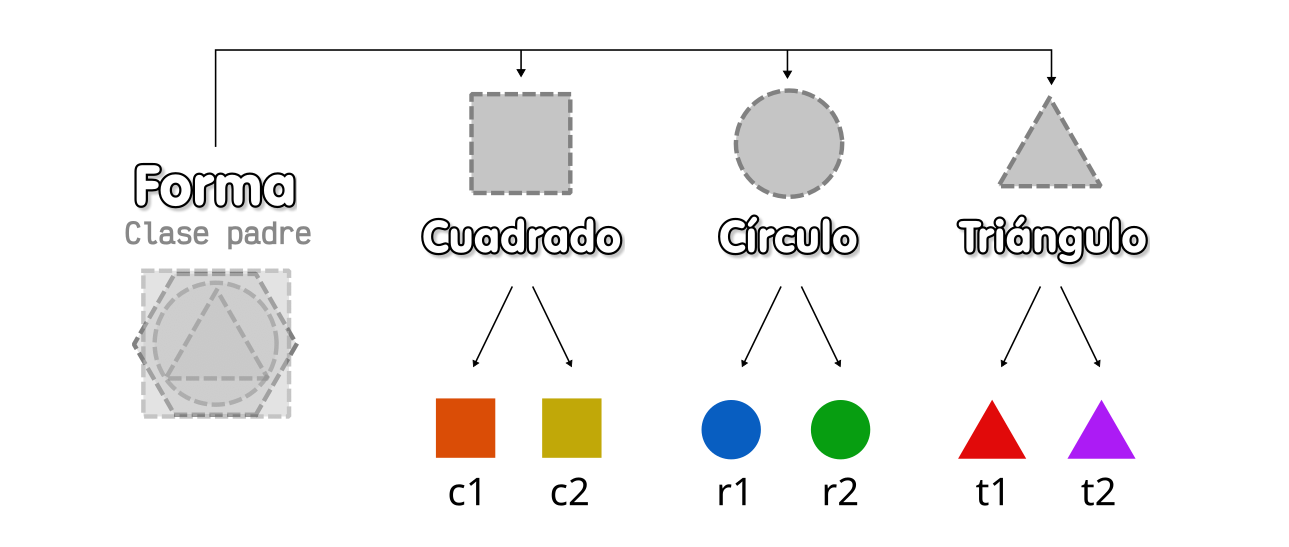 Forma
Clase padre
Cuadrado
Círculo
Triángulo
c1
c2
r1
r2
t1
t2